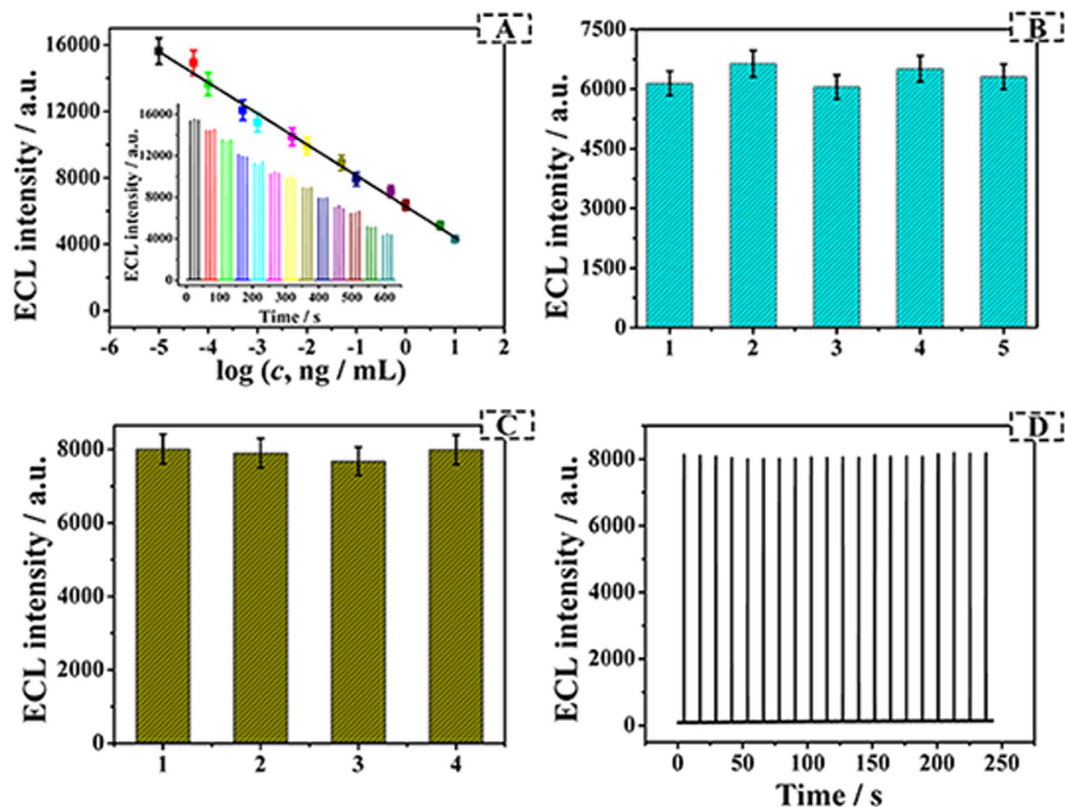 A
ECL intensity / a.u.
16000
12000
8000
4000
0
-6 -5 -4 -3 -2 -1 0 1 2
log (c, ng / mL)
ECL intensity / a.u.
16000
12000
8000
4000
0
0 100 200 300 400 500 600
Time / s
B
ECL intenity / a.u.
7500
6000
4500
3000
1500
0
1 2 3 4 5
C
ECL intensity / a.u.
8000
6000
4000
2000
0
1 2 3 4
D
ECL intensity / a.u.
8000
6000
4000
2000
0
0 50 100 150 200 250
Time / s